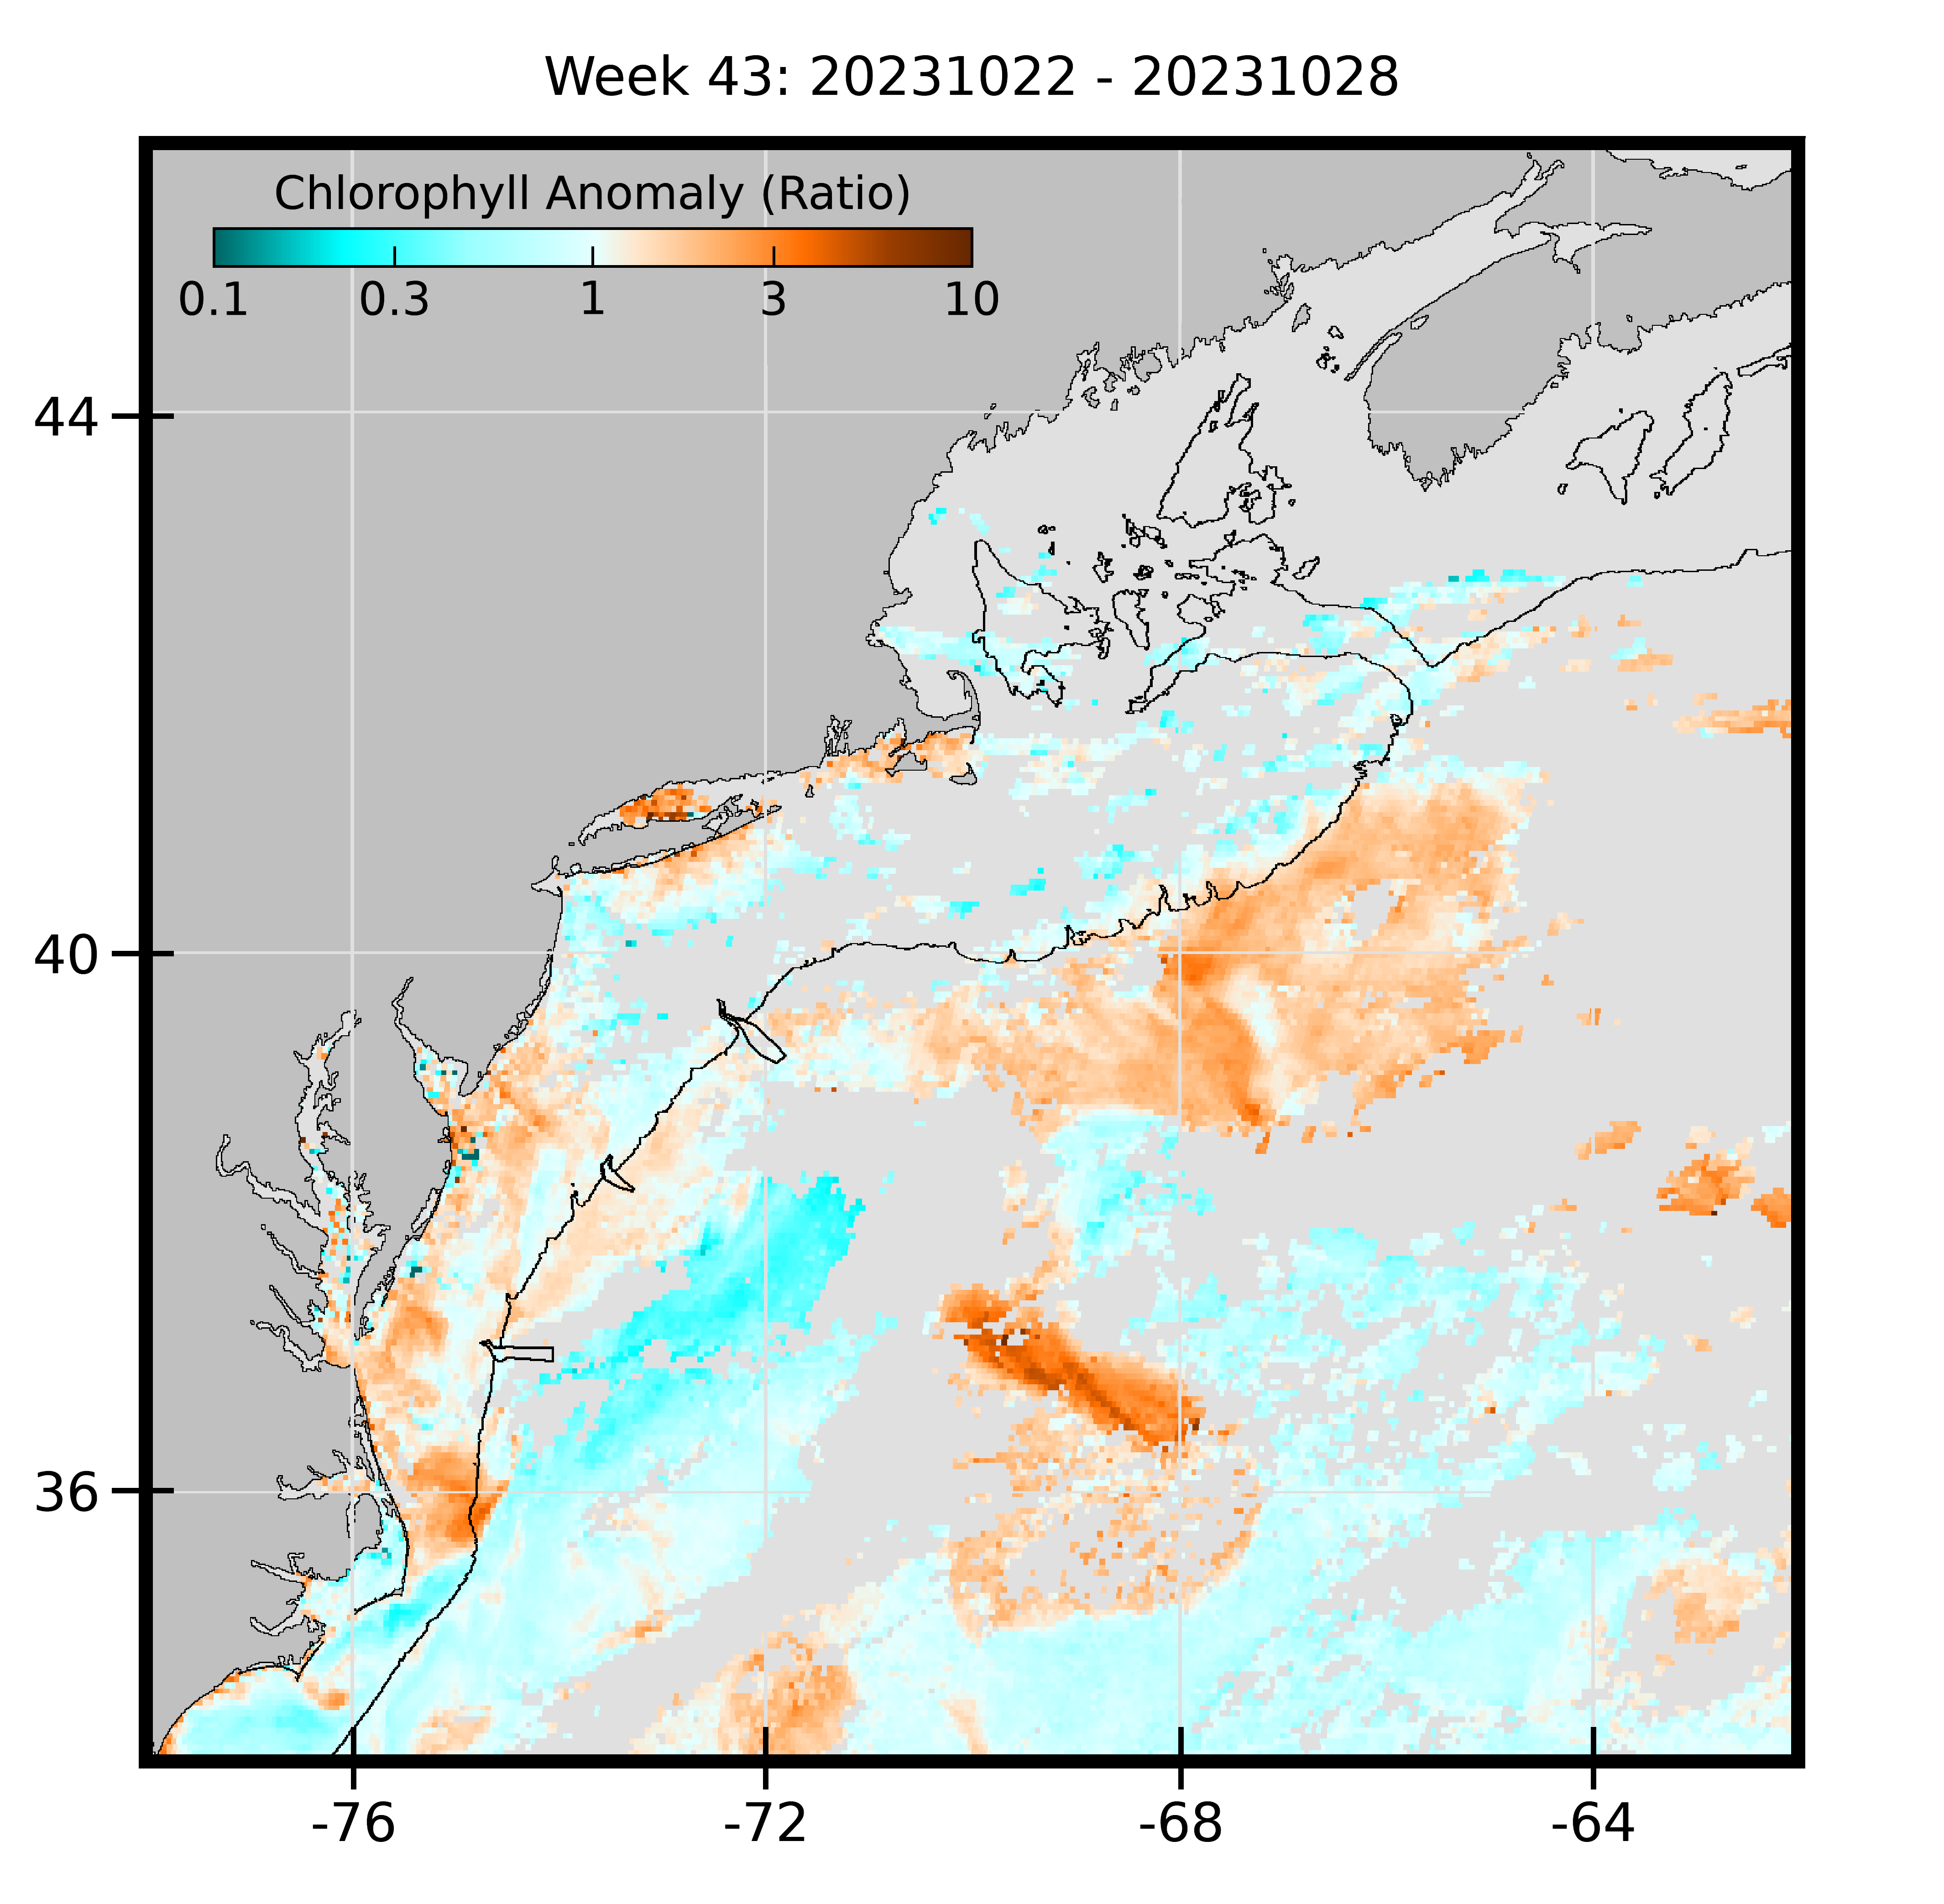 Week 43: 20231022 - 20231028
Chlorophyll Anomaly (Ratio)
0.1 0.3 1 3 10
44
40
36
-76 -72 -68 -64